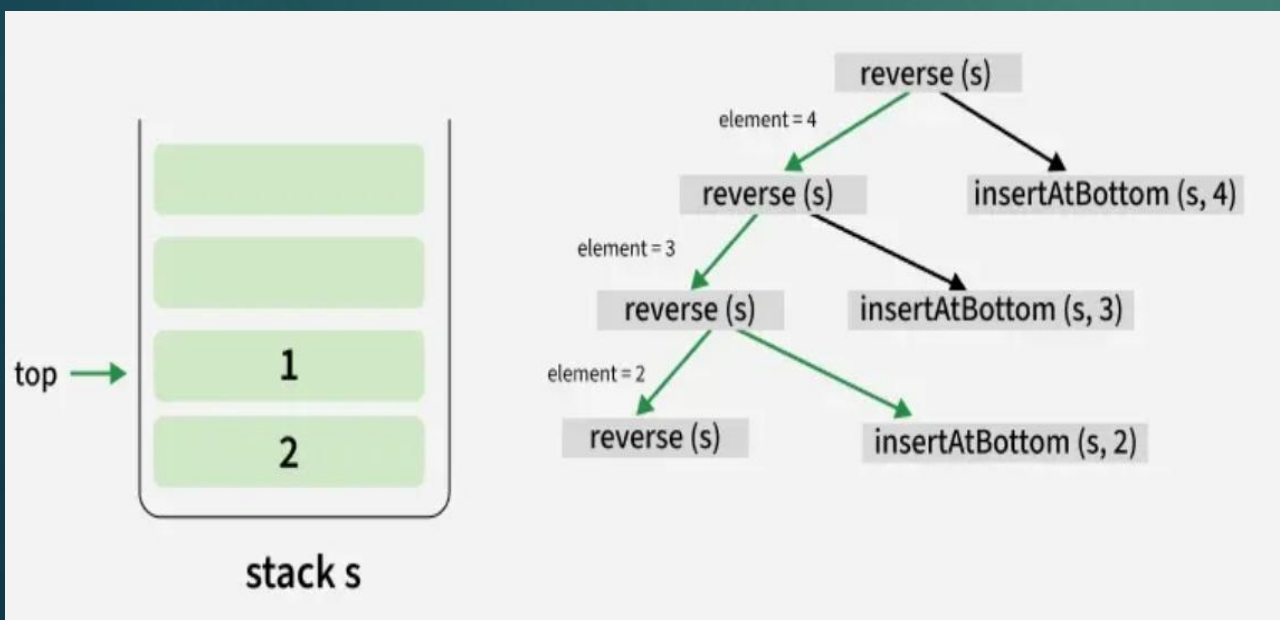 reverse (s)
element = 4
reverse (s)
insertAtBottom (s, 4)
element = 3
reverse (s)
insertAtBottom (s, 3)
1
top
element = 2
2
reverse (s)
insertAtBottom (s, 2)
stack s